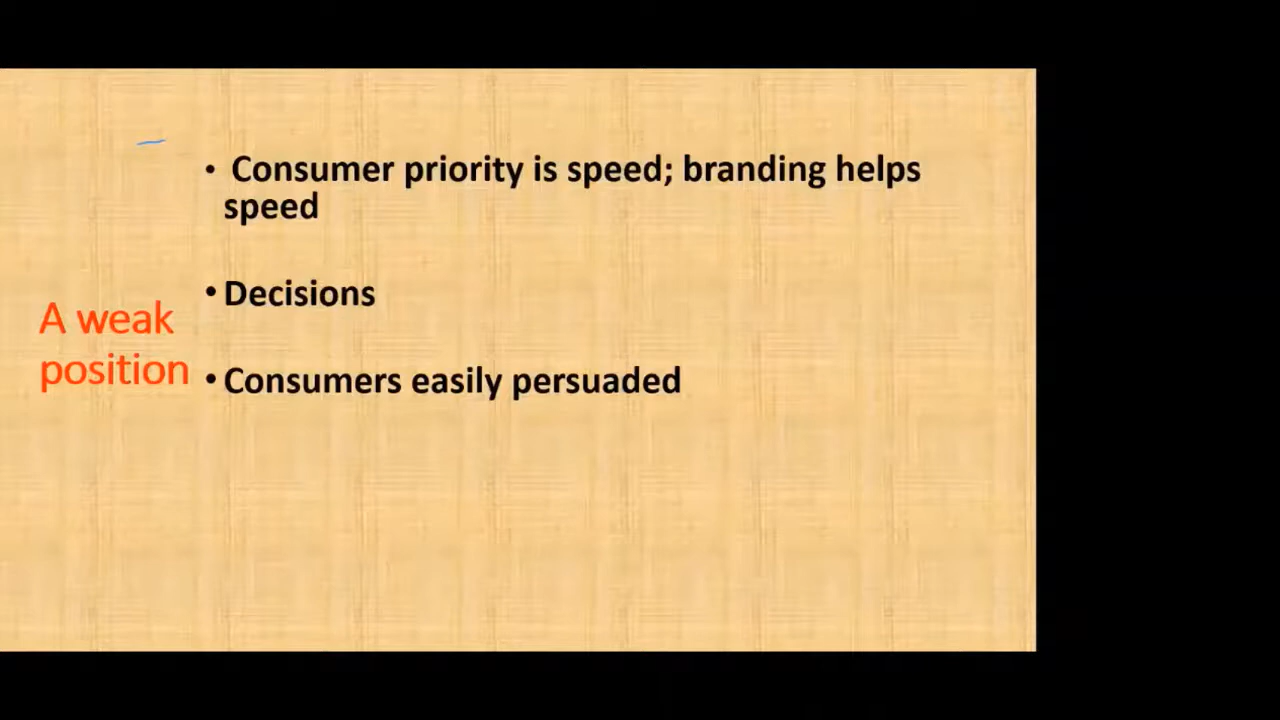 • Consumer priority is speed; branding helps
speed
• Decisions
A weak
position
• Consumers easily persuaded